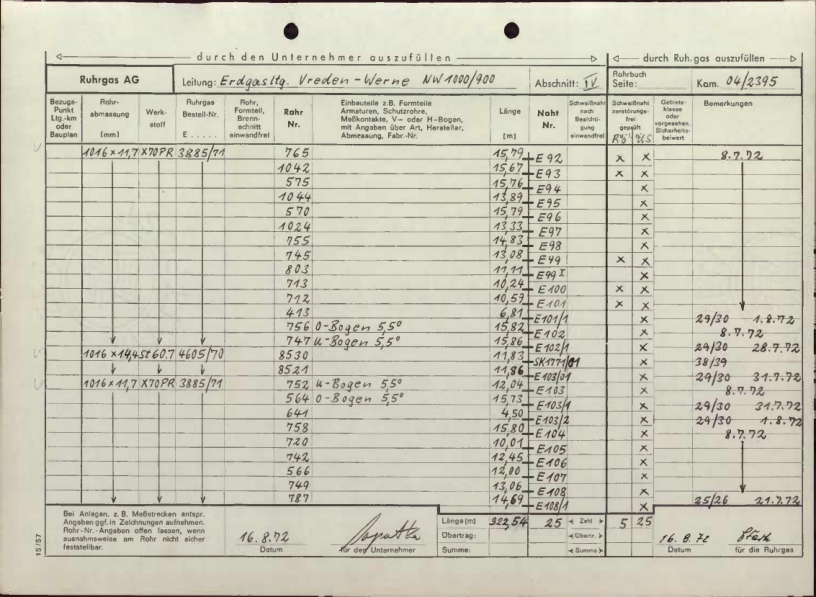 durch den Unternehmer auszufüllen
durch Ruhrgas auszufüllen
Ruhrgas AG
Leitung: Erdgasltg. Vreden-Werne NW 1000/900
Abschnitt: IV
Rohrbuch Seite:
Kom. 04/2395
Bezugs-Punkt Ltg.-km oder Bauplan
Rohr-abmessung [mm]
Werk-stoff
Ruhrgas Bestell-Nr. E.....
Rohr, Formteil, Brenn-schnitt einwandfrei
Rohr Nr.
Einbauteile z.B. Formteile Armaturen, Schutzrohre, Meßkontakte, V- oder H-Bogen, mit Angaben über Art, Hersteller, Abmessung, Fabr.-Nr.
Länge [m]
Naht Nr.
Schweißnaht nach Besichti-gung einwandfrei
Schweißnaht zerstörungs-frei geprüft
US
Gebiets-klasse oder vorgesehen. Sicherheits-beiwert
Bemerkungen
1016 x 11,7 X70PR 3885/71 765 15,79 E 92 x x 8.7.72
1042 15,67 E93 x x
575 15,76 E94 x
1044 13,89 E95 x
570 15,79 E96 x
1024 13,33 E97 x
755 14,83 E98 x
745 13,08 E99 x x
803 11,11 E99 I x
713 10,24 E100 x x
712 10,59 E101 x x
413 6,81 E101/1 x 29/30 1.8.72
756 O-Bogen 5,5° 15,82 E102 x 8.7.72
747 U-Bogen 5,5° 15,86 E102/1 x 29/30 28.7.72
1016 x 14,4 St 60.7 4605/70 8530 11,83 SK1771/01 x 38/39
8521 11,86 E103/01 x 29/30 31.7.72
1016 x 11,7 X70PR 3885/71 752 U-Bogen 5,5° 12,04 E103 x 8.7.72
564 O-Bogen 5,5° 15,73 E103/1 x 29/30 31.7.72
641 4,50 E103/2 x 29/30 1.8.72
758 15,80 E104 x 8.7.72
720 10,01 E105 x
742 12,45 E106 x
566 12,00 E107 x
749 13,06 E108 x
787 14,69 E108/1 x 25/26 21.7.72
Bei Anlagen, z.B. Meßstrecken entspr. Angaben ggf. in Zeichnungen aufnehmen.
Rohr-Nr.-Angaben offen lassen, wenn ausnahmsweise am Rohr nicht sicher feststellbar.
16.8.72
Datum
für den Unternehmer
Länge [m] 322,54 25 < Zahl > 5 25
Übertrag: < Übertr. >
Summe: < Summe >
16.8.72
Datum
für die Ruhrgas
15/57